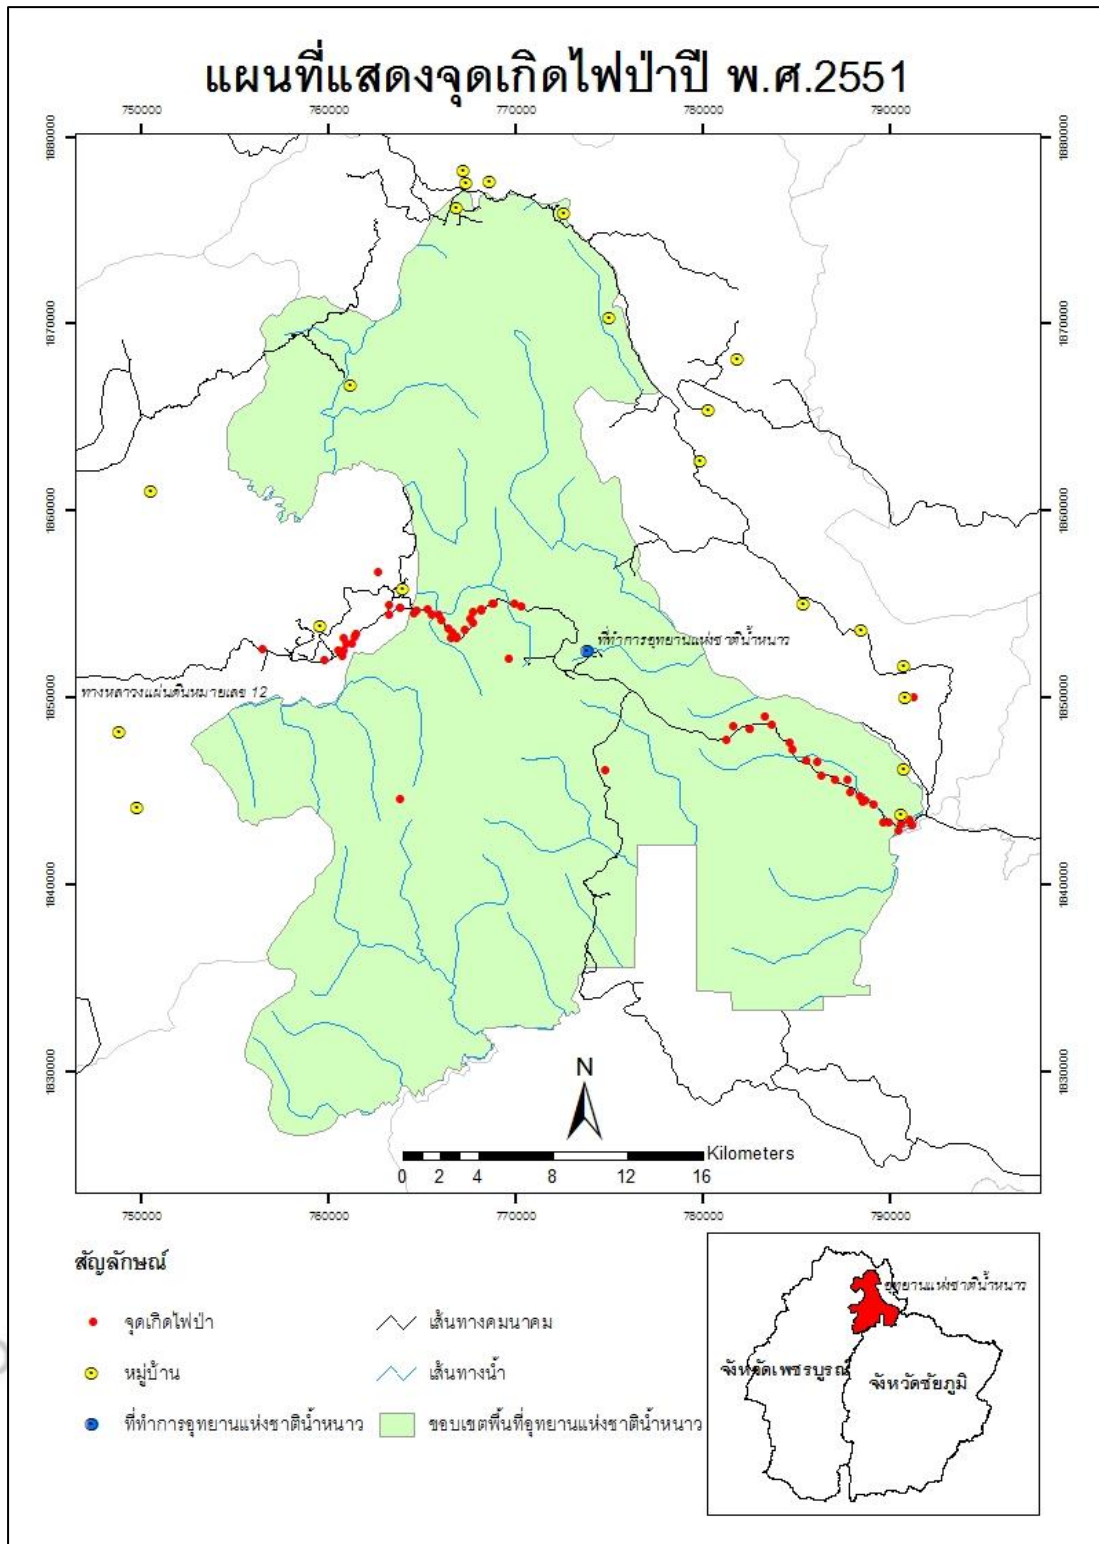 แผนที่แสดงจุดเกิดไฟป่าปี พ.ศ.2551
750000 760000 770000 780000 790000
1880000 1880000
1870000 1870000
1860000 1860000
ที่ทำการอุทยานแห่งชาติน้ำหนาว
ทางหลวงแผ่นดินหมายเลข 12
1850000 1850000
1840000 1840000
1830000 1830000
N
Kilometers
0 2 4 8 12 16
750000 760000 770000 780000 790000
สัญลักษณ์
จุดเกิดไฟป่า
เส้นทางคมนาคม
หมู่บ้าน
เส้นทางน้ำ
ที่ทำการอุทยานแห่งชาติน้ำหนาว
ขอบเขตพื้นที่อุทยานแห่งชาติน้ำหนาว
อุทยานแห่งชาติน้ำหนาว
จังหวัดเพชรบูรณ์
จังหวัดชัยภูมิ